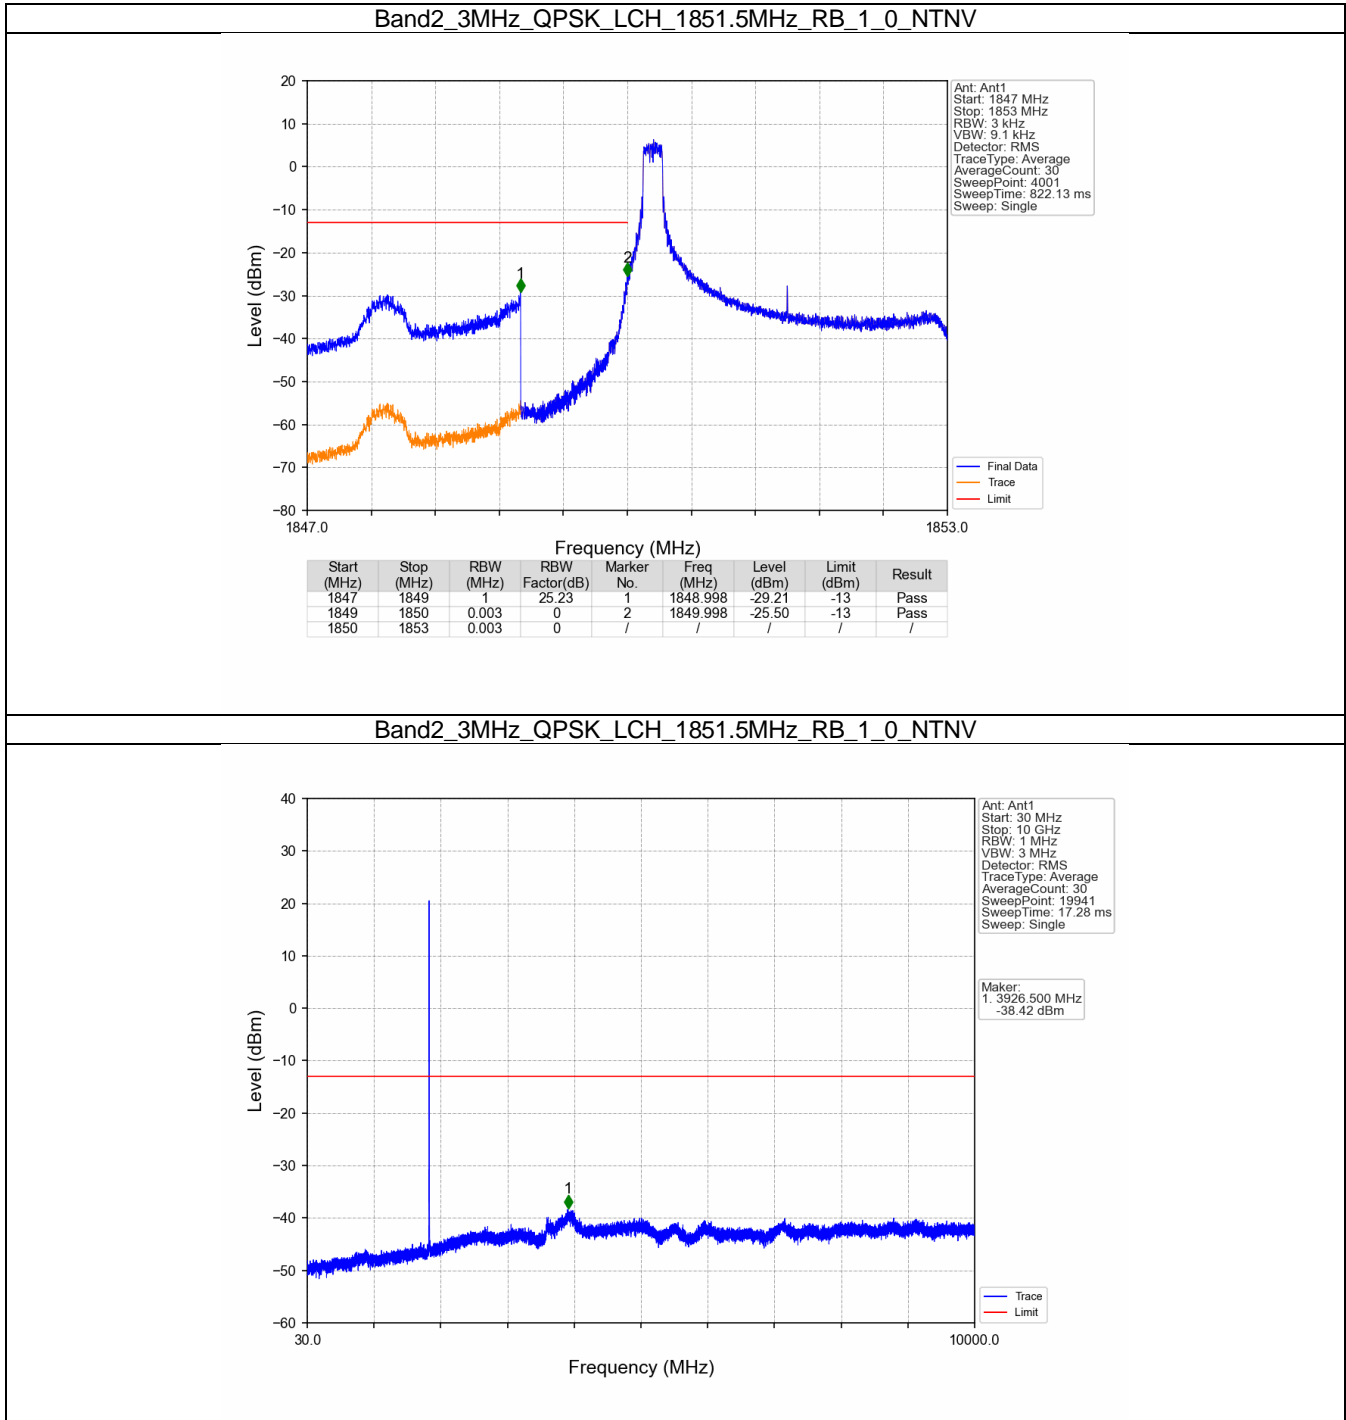 Band2_3MHz_QPSK_LCH_1851.5MHz_RB_1_0_NTNV
20
10
0
−10
−20
−30
−40
−50
−60
−70
−80
Level (dBm)
1
2
1847.0
1853.0
Frequency (MHz)
Ant: Ant1
Start: 1847 MHz
Stop: 1853 MHz
RBW: 3 kHz
VBW: 9.1 kHz
Detector: RMS
TraceType: Average
AverageCount: 30
SweepPoint: 4001
SweepTime: 822.13 ms
Sweep: Single
Final Data
Trace
Limit
Start (MHz) Stop (MHz) RBW (MHz) RBW Factor(dB) Marker No. Freq (MHz) Level (dBm) Limit (dBm) Result
1847 1849 1 25.23 1 1848.998 -29.21 -13 Pass
1849 1850 0.003 0 2 1849.998 -25.50 -13 Pass
1850 1853 0.003 0 / / / / /
Band2_3MHz_QPSK_LCH_1851.5MHz_RB_1_0_NTNV
40
30
20
10
0
−10
−20
−30
−40
−50
−60
Level (dBm)
1
30.0
10000.0
Frequency (MHz)
Ant: Ant1
Start: 30 MHz
Stop: 10 GHz
RBW: 1 MHz
VBW: 3 MHz
Detector: RMS
TraceType: Average
AverageCount: 30
SweepPoint: 19941
SweepTime: 17.28 ms
Sweep: Single
Maker:
1. 3926.500 MHz
-38.42 dBm
Trace
Limit